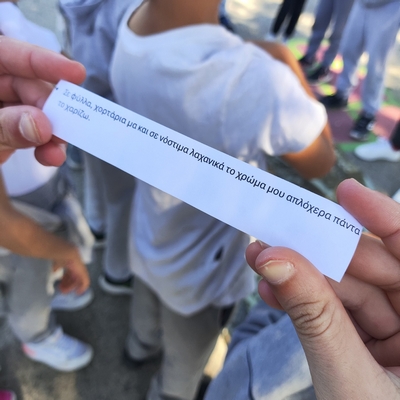 - Σε φύλλα, χορτάρια μα και σε νόστιμα λαχανικά το χρώμα μου απλόχερα πάντα
το χαρίζω.